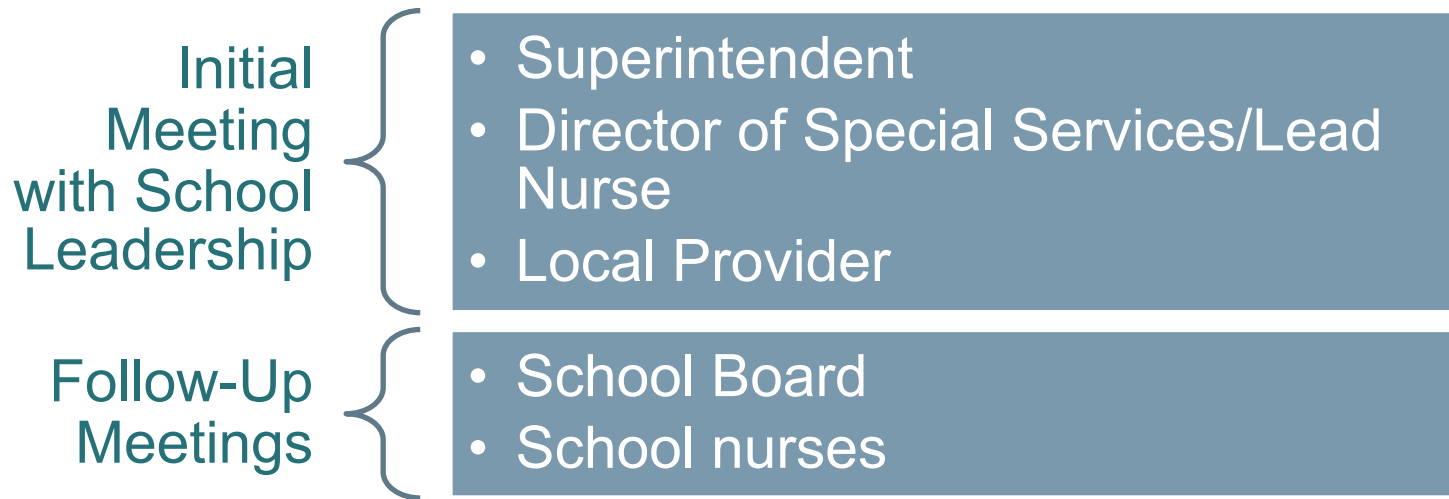 Initial
Meeting
with School
Leadership
• Superintendent
• Director of Special Services/Lead
Nurse
• Local Provider
Follow-Up
Meetings
• School Board
• School nurses